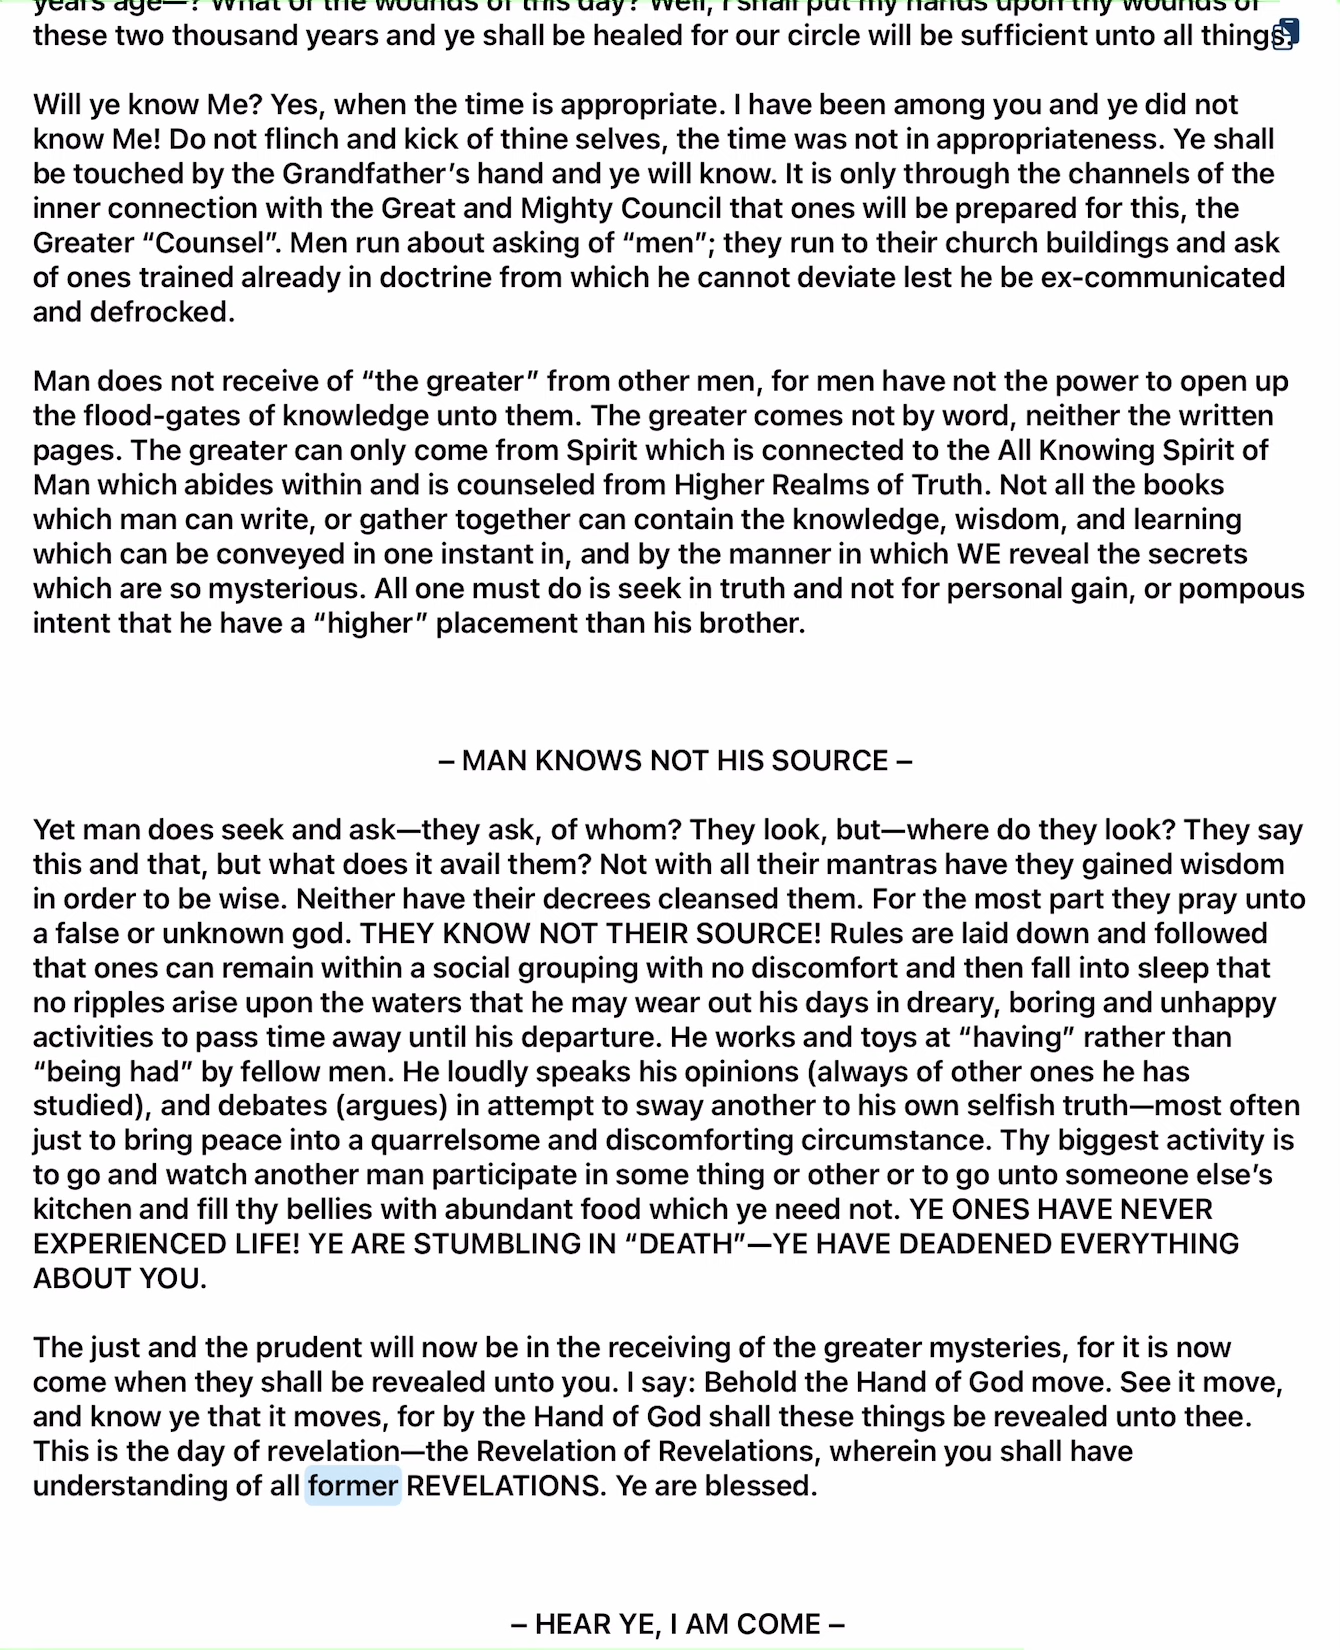 years age—? What of the wounds of this day? Well, I shall put my hands upon thy wounds of
these two thousand years and ye shall be healed for our circle will be sufficient unto all things.
Will ye know Me? Yes, when the time is appropriate. I have been among you and ye did not
know Me! Do not flinch and kick of thine selves, the time was not in appropriateness. Ye shall
be touched by the Grandfather’s hand and ye will know. It is only through the channels of the
inner connection with the Great and Mighty Council that ones will be prepared for this, the
Greater “Counsel”. Men run about asking of “men”; they run to their church buildings and ask
of ones trained already in doctrine from which he cannot deviate lest he be ex-communicated
and defrocked.
Man does not receive of “the greater” from other men, for men have not the power to open up
the flood-gates of knowledge unto them. The greater comes not by word, neither the written
pages. The greater can only come from Spirit which is connected to the All Knowing Spirit of
Man which abides within and is counseled from Higher Realms of Truth. Not all the books
which man can write, or gather together can contain the knowledge, wisdom, and learning
which can be conveyed in one instant in, and by the manner in which WE reveal the secrets
which are so mysterious. All one must do is seek in truth and not for personal gain, or pompous
intent that he have a “higher” placement than his brother.
– MAN KNOWS NOT HIS SOURCE –
Yet man does seek and ask—they ask, of whom? They look, but—where do they look? They say
this and that, but what does it avail them? Not with all their mantras have they gained wisdom
in order to be wise. Neither have their decrees cleansed them. For the most part they pray unto
a false or unknown god. THEY KNOW NOT THEIR SOURCE! Rules are laid down and followed
that ones can remain within a social grouping with no discomfort and then fall into sleep that
no ripples arise upon the waters that he may wear out his days in dreary, boring and unhappy
activities to pass time away until his departure. He works and toys at “having” rather than
“being had” by fellow men. He loudly speaks his opinions (always of other ones he has
studied), and debates (argues) in attempt to sway another to his own selfish truth—most often
just to bring peace into a quarrelsome and discomforting circumstance. Thy biggest activity is
to go and watch another man participate in some thing or other or to go unto someone else’s
kitchen and fill thy bellies with abundant food which ye need not. YE ONES HAVE NEVER
EXPERIENCED LIFE! YE ARE STUMBLING IN “DEATH”—YE HAVE DEADENED EVERYTHING
ABOUT YOU.
The just and the prudent will now be in the receiving of the greater mysteries, for it is now
come when they shall be revealed unto you. I say: Behold the Hand of God move. See it move,
and know ye that it moves, for by the Hand of God shall these things be revealed unto thee.
This is the day of revelation—the Revelation of Revelations, wherein you shall have
understanding of all former REVELATIONS. Ye are blessed.
– HEAR YE, I AM COME –